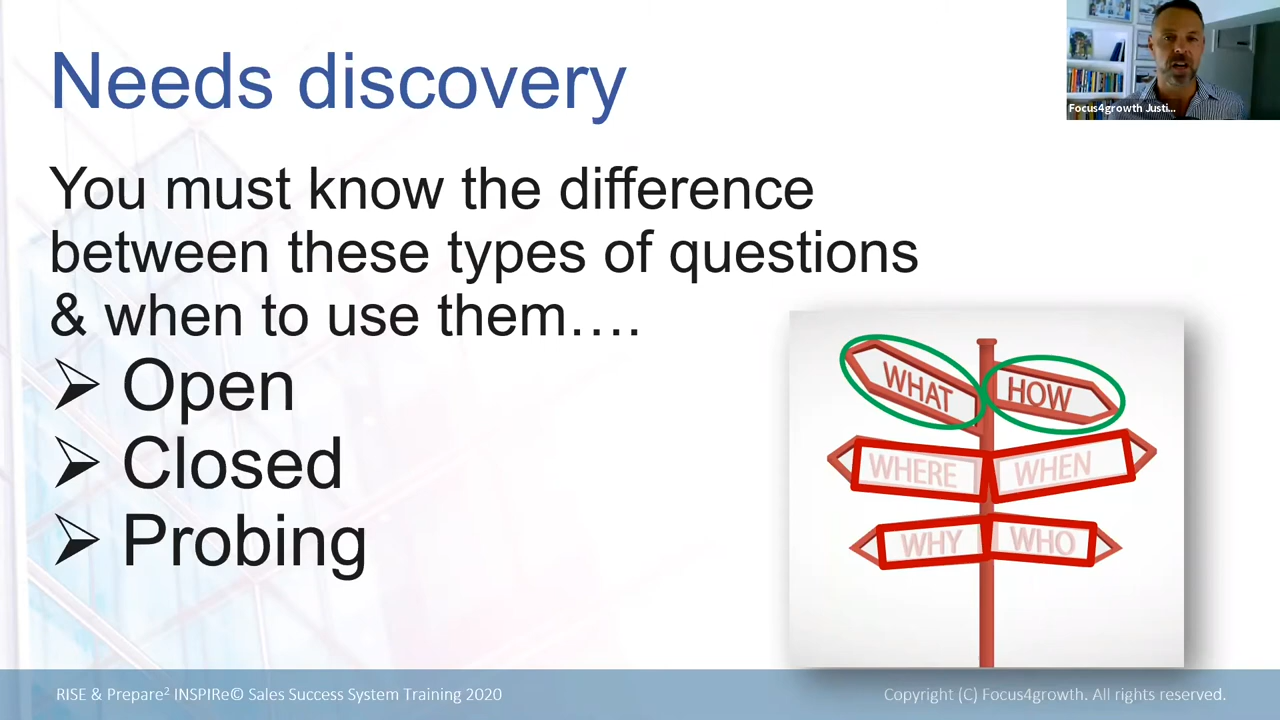 Needs discovery
Focus4growth Justi...
You must know the difference
between these types of questions
& when to use them….
Open
Closed
Probing
WHAT
HOW
WHERE
WHEN
WHY
WHO
RISE & Prepare² INSPIRe© Sales Success System Training 2020
Copyright (C) Focus4growth. All rights reserved.